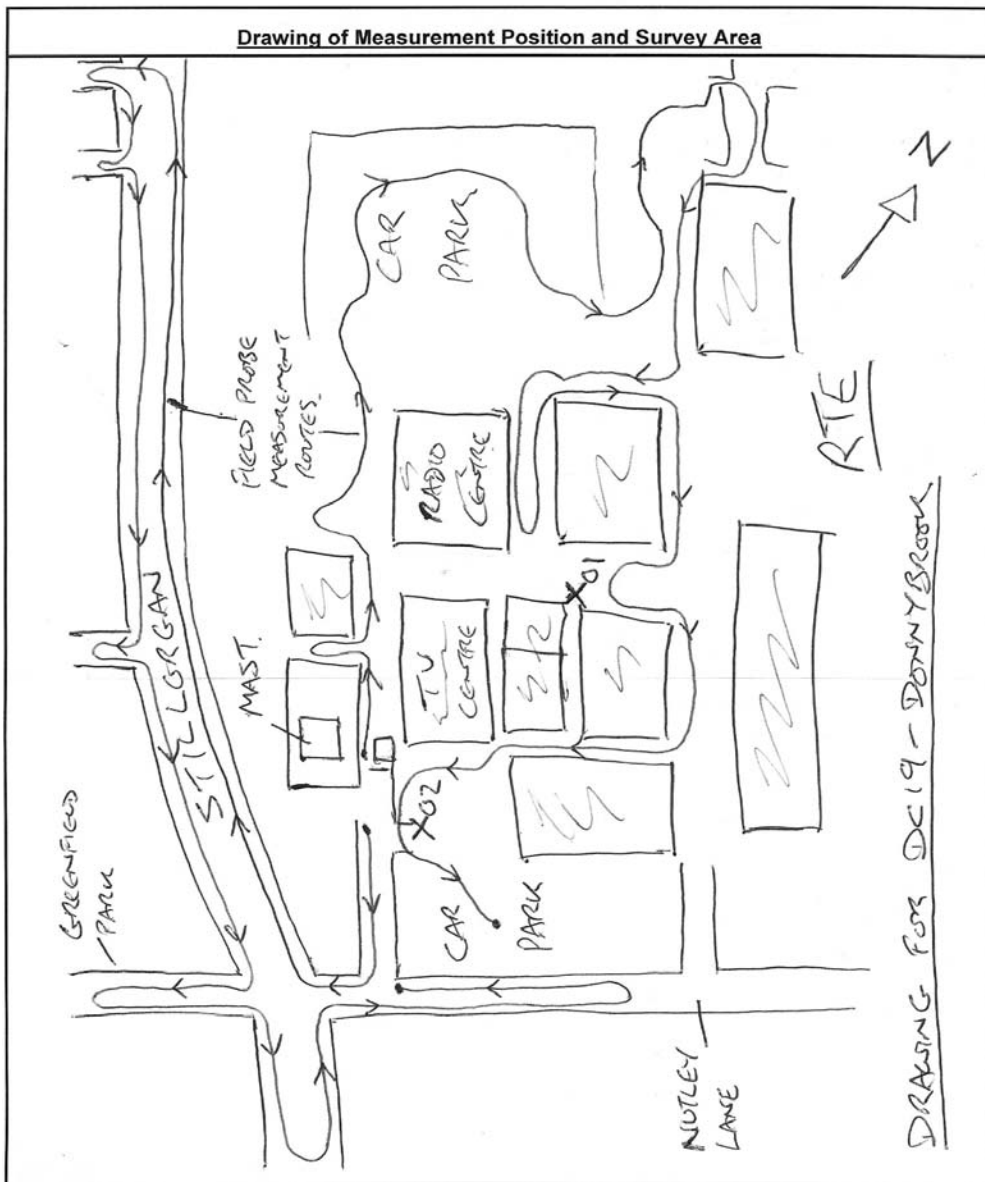 Drawing of Measurement Position and Survey Area
CAR
PARK
N
FIELD PROBE
MEASUREMENT
ROUTES.
RADIO
CENTRE
RTE
STILLORGAN
MAST.
TV
CENTRE
X01
X02
GREENFIELD
PARK
CAR
PARK
NUTLEY
LANE
DRAWING FOR DC19 - DONNYBROOK